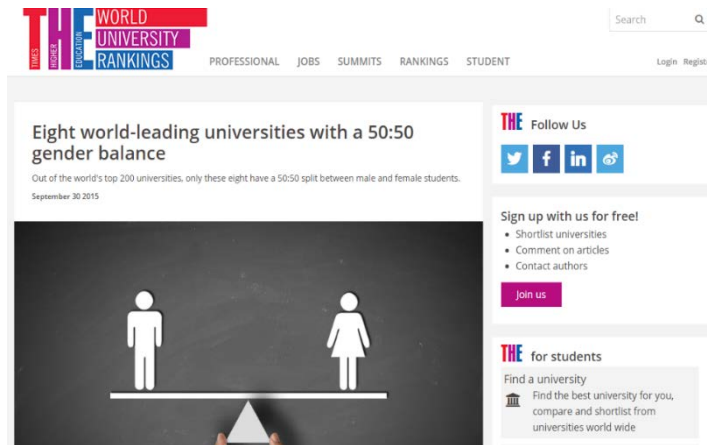 THE
TIMES
HIGHER
EDUCATION
WORLD
UNIVERSITY
RANKINGS
PROFESSIONAL JOBS SUMMITS RANKINGS STUDENT
Search
Login Registe
Eight world-leading universities with a 50:50
gender balance
Out of the world's top 200 universities, only these eight have a 50:50 split between male and female students.
September 30 2015
THE Follow Us
f in
Sign up with us for free!
• Shortlist universities
• Comment on articles
• Contact authors
Join us
THE for students
Find a university
Find the best university for you,
compare and shortlist from
universities world wide